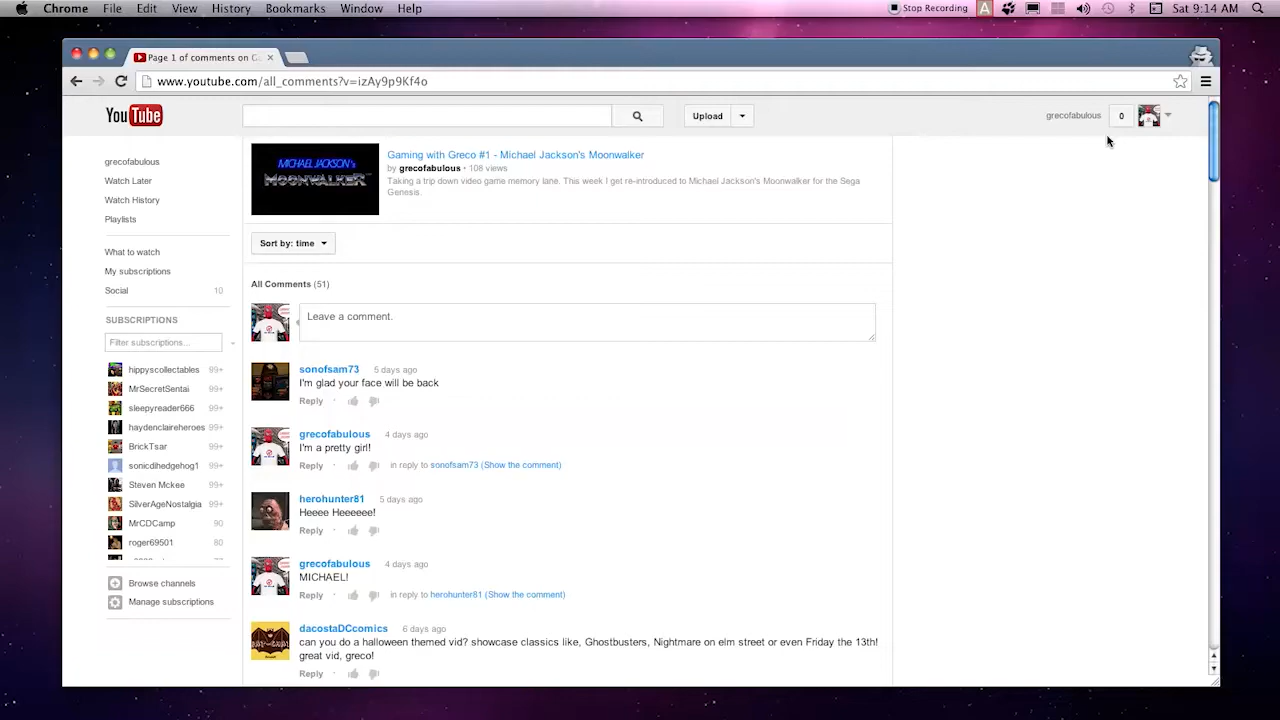 Chrome File Edit View History Bookmarks Window Help Stop Recording A Sat 9:14 AM
Page 1 of comments on G
www.youtube.com/all_comments?v=izAy9p9Kf4o
YouTube Upload grecofabulous 0
grecofabulous
Watch Later
Watch History
Playlists
What to watch
My subscriptions
Social 10
SUBSCRIPTIONS
Filter subscriptions...
hippyscollectables 99+
MrSecretSentai 99+
sleepyreader666 99+
haydenclaireheroes 99+
BrickTsar 99+
sonicdlhedgehog1 99+
Steven Mckee 99+
SilverAgeNostalgia 99+
MrCDCamp 90
roger69501 80
Browse channels
Manage subscriptions
MICHAEL JACKSON'S
MOONWALKER
Gaming with Greco #1 - Michael Jackson's Moonwalker
by grecofabulous • 108 views
Taking a trip down video game memory lane. This week I get re-introduced to Michael Jackson's Moonwalker for the Sega
Genesis.
Sort by: time
All Comments (51)
Leave a comment.
sonofsam73 5 days ago
I'm glad your face will be back
Reply
grecofabulous 4 days ago
I'm a pretty girl!
Reply in reply to sonofsam73 (Show the comment)
herohunter81 5 days ago
Heeee Heeeeee!
Reply
grecofabulous 4 days ago
MICHAEL!
Reply in reply to herohunter81 (Show the comment)
dacostaDCcomics 6 days ago
can you do a halloween themed vid? showcase classics like, Ghostbusters, Nightmare on elm street or even Friday the 13th!
great vid, greco!
Reply